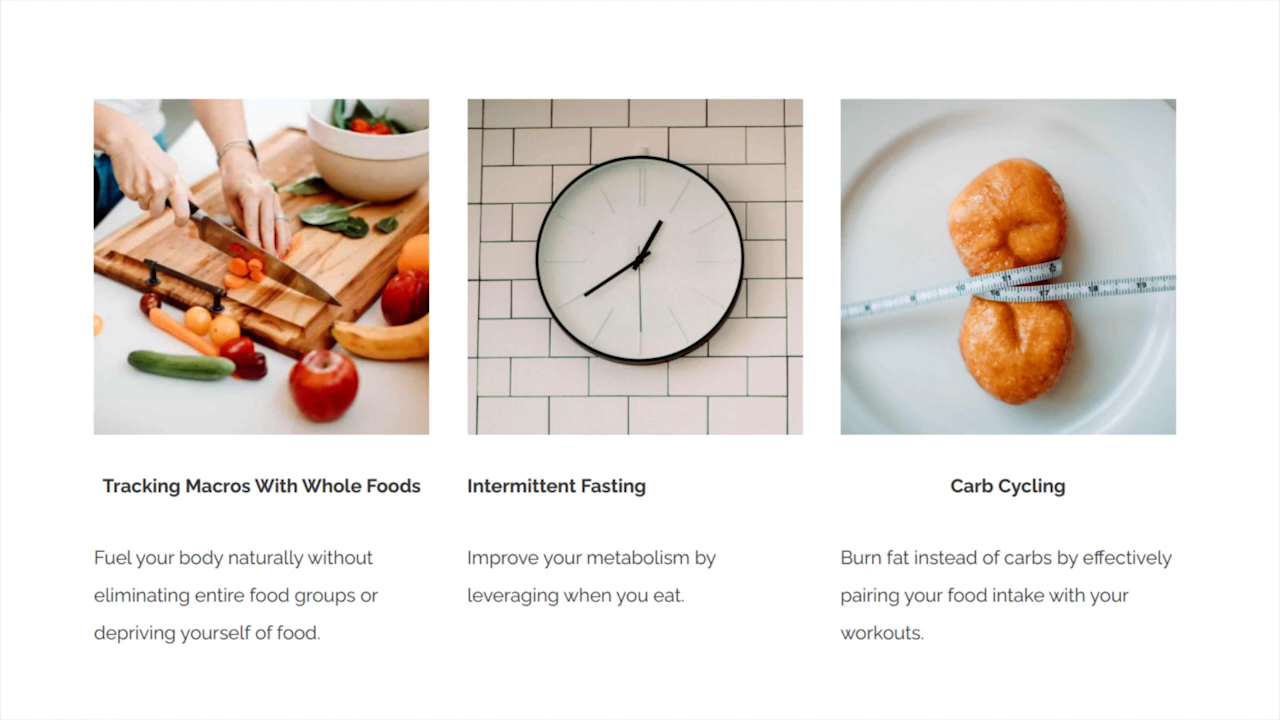 Tracking Macros With Whole Foods
Fuel your body naturally without
eliminating entire food groups or
depriving yourself of food.
Intermittent Fasting
Improve your metabolism by
leveraging when you eat.
Carb Cycling
Burn fat instead of carbs by effectively
pairing your food intake with your
workouts.